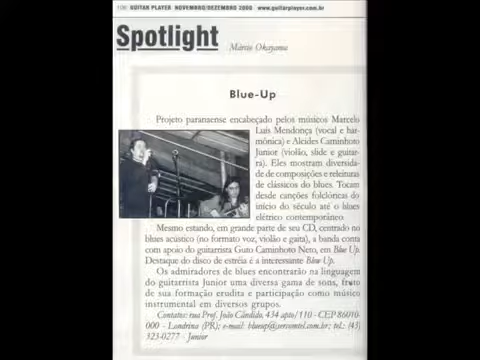 106 GUITAR PLAYER NOVEMBRO/DEZEMBRO 2000 www.guitarplayer.com.br
Spotlight
Márcio Okayama
Blue-Up
Projeto paranaense encabeçado pelos músicos Marcelo
Luis Mendonça (vocal e har-
mônica) e Alcides Caminhoto
Junior (violão, slide e guitar-
ra). Eles mostram diversida-
de de composições e releituras
de clássicos do blues. Tocam
desde canções folclóricas do
início do século até o blues
elétrico contemporâneo.
Mesmo estando, em grande parte de seu CD, centrado no
blues acústico (no formato voz, violão e gaita), a banda conta
com apoio do guitarrista Guto Caminhoto Neto, em Blue Up.
Destaque do disco de estréia é a interessante Blue Up.
Os admiradores de blues encontrarão na linguagem
do guitarrista Junior uma diversa gama de sons, fruto
de sua formação erudita e participação como músico
instrumental em diversos grupos.
Contatos: rua Prof. João Cândido, 434 apto/110 - CEP 86010-
000 - Londrina (PR); e-mail: blueup@sercomtel.com.br; tel.: (43)
323-0277 - Junior